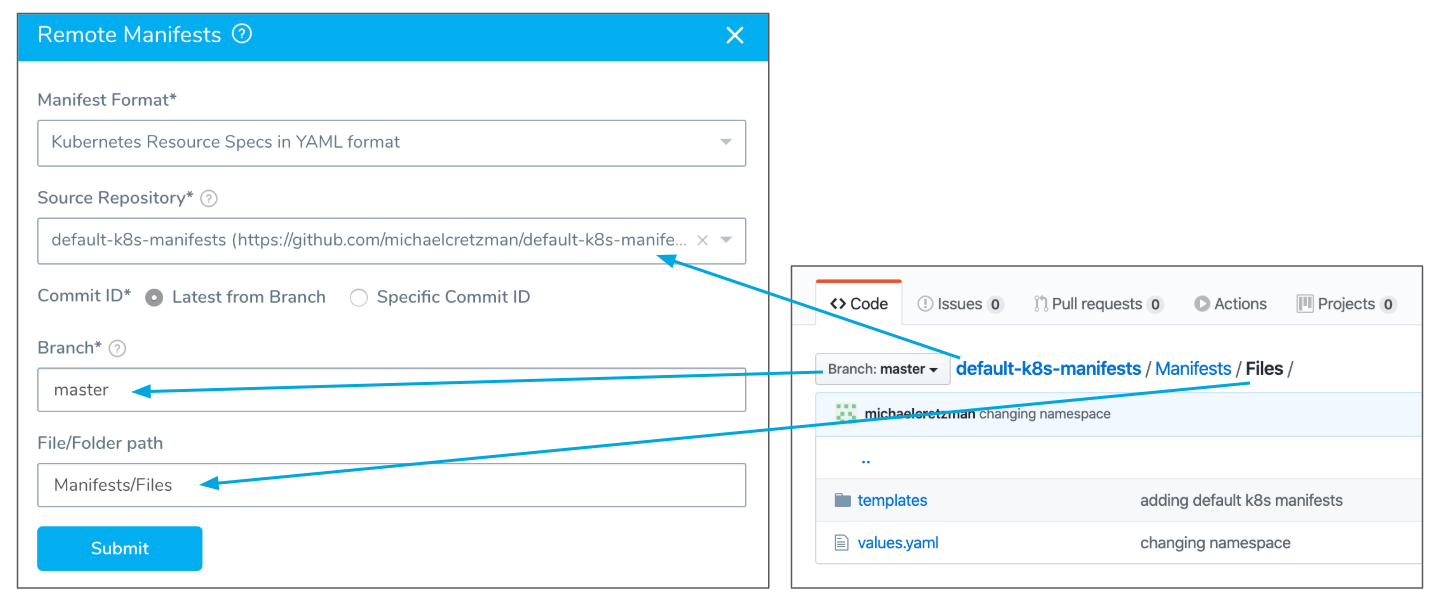 Remote Manifests ?
Manifest Format*
Kubernetes Resource Specs in YAML format
Source Repository* ?
default-k8s-manifests (https://github.com/michaelcretzman/default-k8s-manife...
Commit ID* Latest from Branch Specific Commit ID
Branch* ?
master
File/Folder path
Manifests/Files
Submit
<> Code Issues 0 Pull requests 0 Actions Projects 0
Branch: master default-k8s-manifests / Manifests / Files /
michaelcretzman changing namespace
..
templates adding default k8s manifests
values.yaml changing namespace